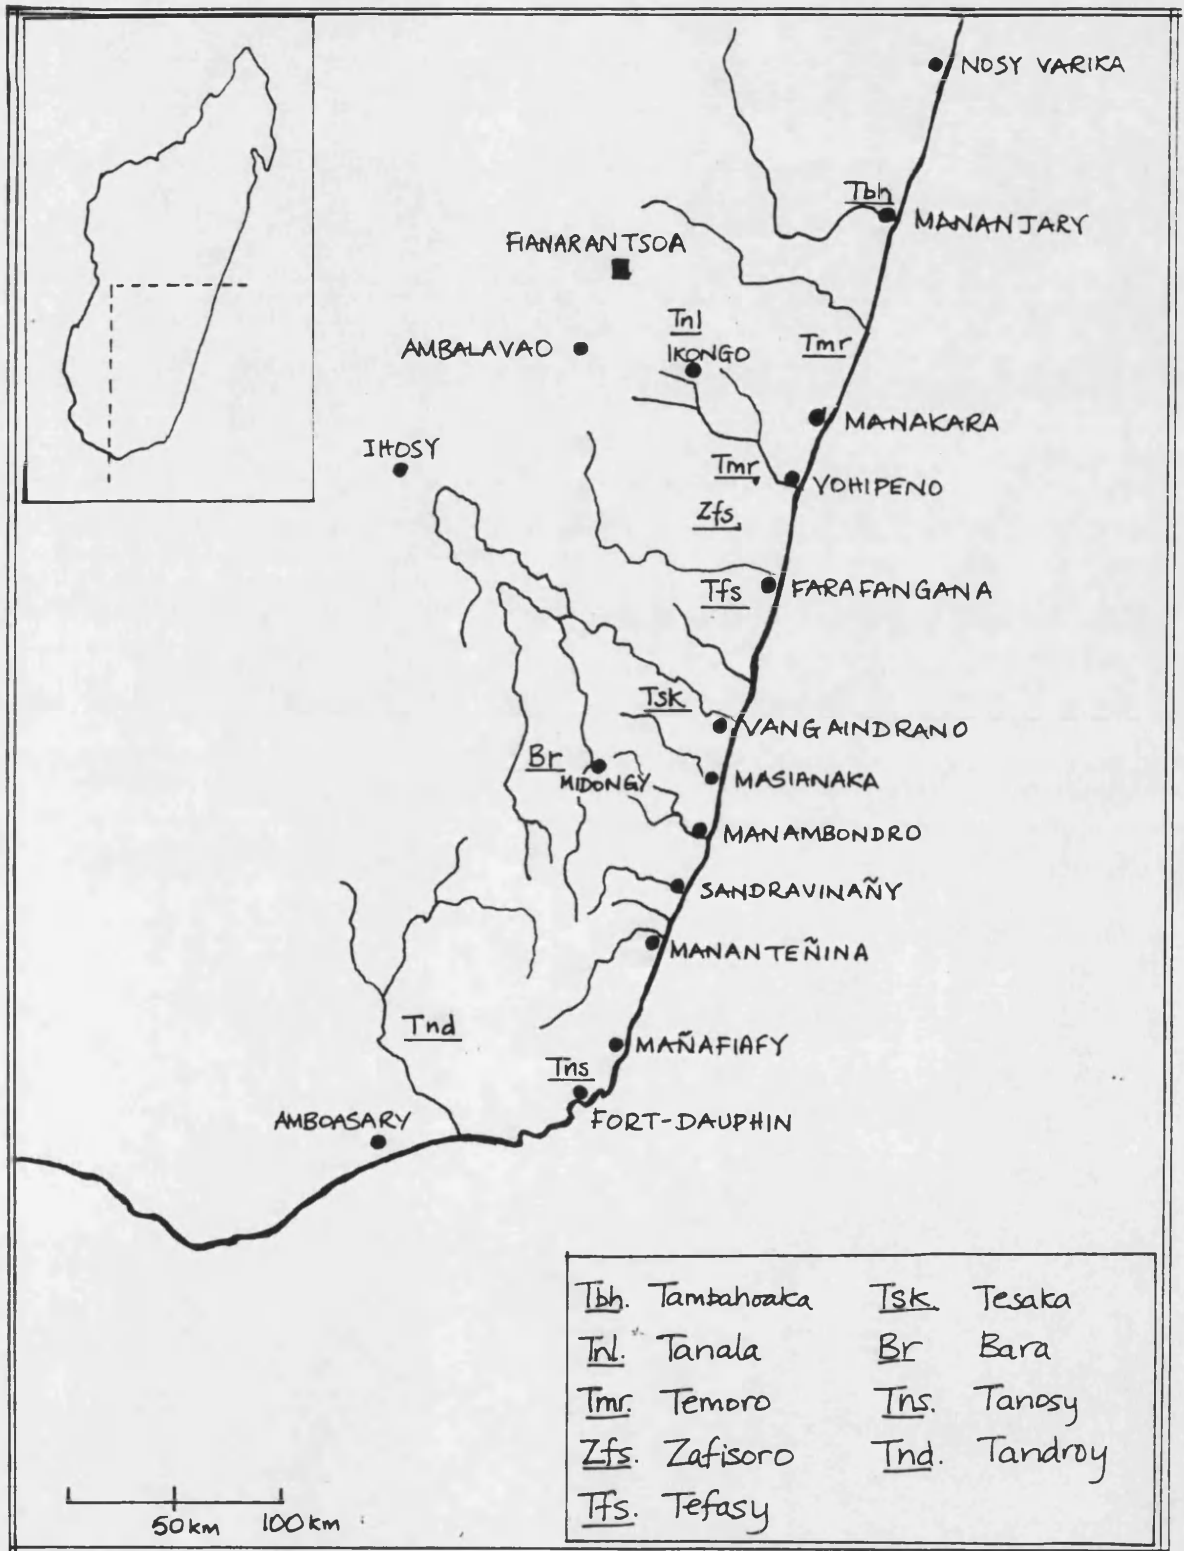 NOSY VARIKA
Tbh
MANANJARY
FIANARANTSOA
Tnl
IKONGO
Tmr
AMBALAVAO
MANAKARA
IHOSY
Tmr
VOHIPENO
Zfs
Tfs
FARAFANGANA
Tsk
VANGAINDRANO
Br
MIDONGY
MASIANAKA
MANAMBONDRO
SANDRAVINAÑY
MANANTEÑINA
Tnd
MAÑAFIAFY
Tns
AMBOASARY
FORT-DAUPHIN
Tbh. Tambahoaka Tsk. Tesaka
Tnl. Tanala Br Bara
Tmr. Temoro Tns. Tanosy
Zfs. Zafisoro Tnd. Tandroy
Tfs. Tefasy
50km 100km